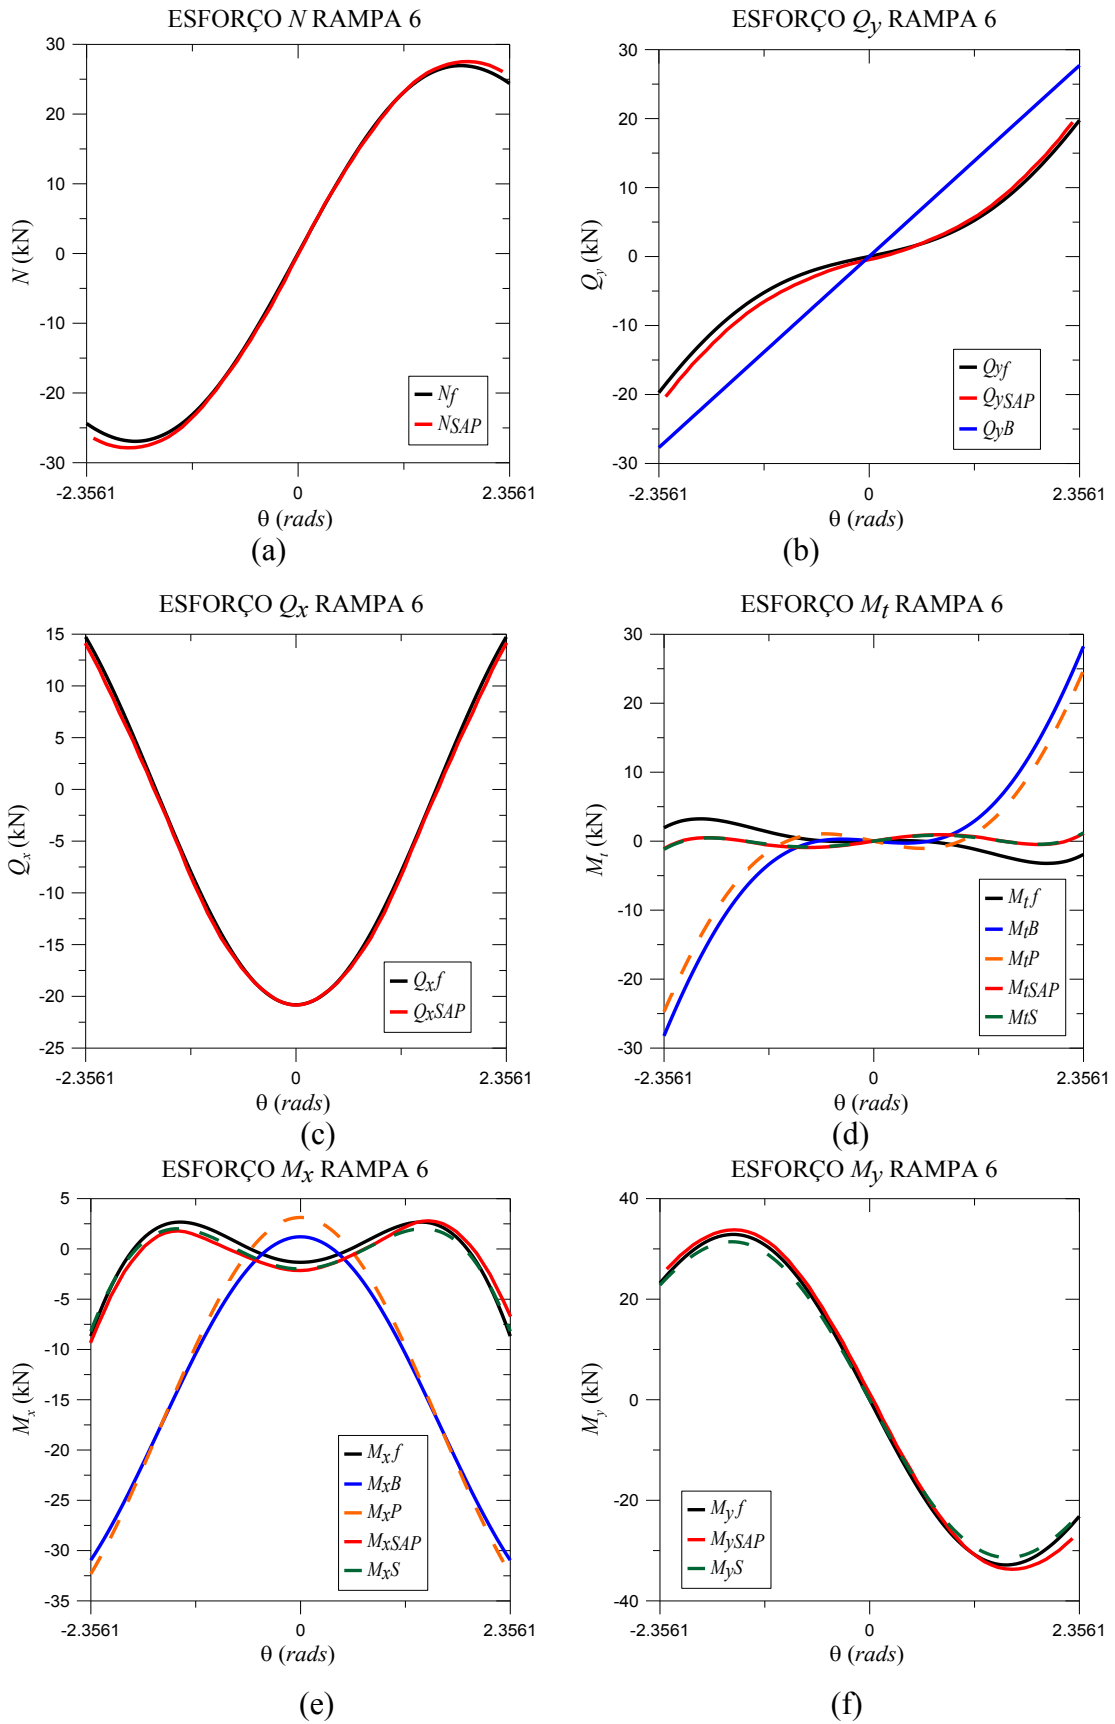 ESFORÇO N RAMPA 6
30
20
10
0
-10
-20
-30
N (kN)
Nf
NSAP
-2.3561
0
2.3561
θ (rads)
(a)
ESFORÇO Qy RAMPA 6
30
20
10
0
-10
-20
-30
Qy (kN)
Qyf
QySAP
QyB
-2.3561
0
2.3561
θ (rads)
(b)
ESFORÇO Qx RAMPA 6
15
10
5
0
-5
-10
-15
-20
-25
Qx (kN)
Qxf
QxSAP
-2.3561
0
2.3561
θ (rads)
(c)
ESFORÇO Mt RAMPA 6
30
20
10
0
-10
-20
-30
Mt (kN)
Mtf
MtB
MtP
MtSAP
MtS
-2.3561
0
2.3561
θ (rads)
(d)
ESFORÇO Mx RAMPA 6
5
0
-5
-10
-15
-20
-25
-30
-35
Mx (kN)
Mxf
MxB
MxP
MxSAP
MxS
-2.3561
0
2.3561
θ (rads)
(e)
ESFORÇO My RAMPA 6
40
20
0
-20
-40
My (kN)
Myf
MySAP
MyS
-2.3561
0
2.3561
θ (rads)
(f)